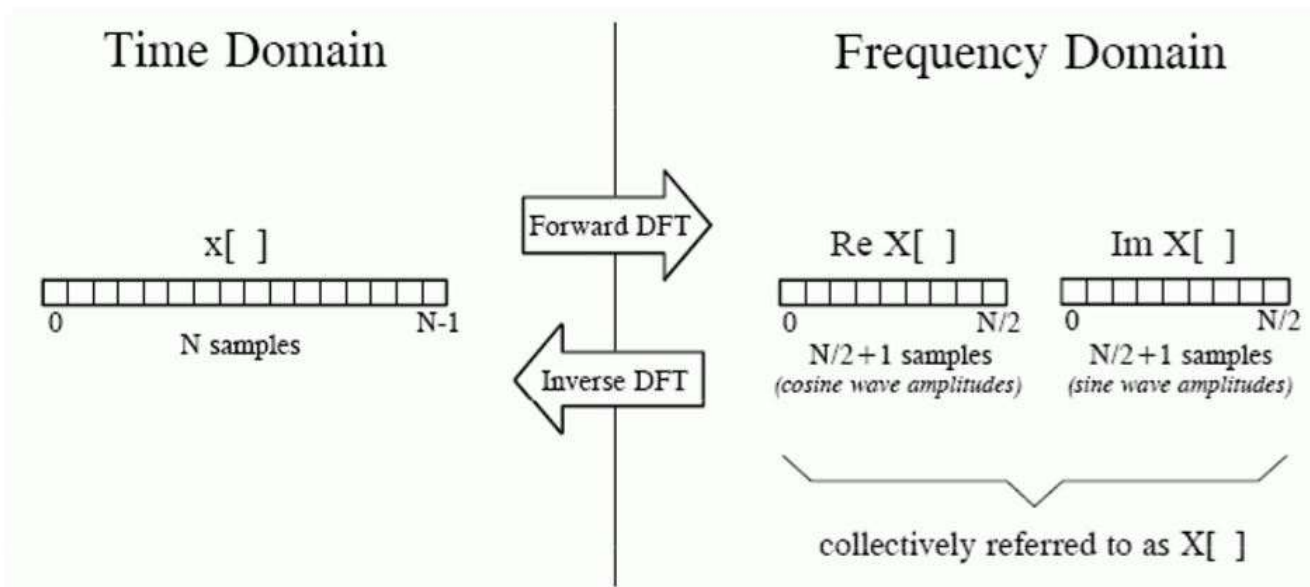 Time Domain
Frequency Domain
Forward DFT
x[ ]
Re X[ ]
Im X[ ]
0
N-1
0
N/2
0
N/2
N samples
N/2+1 samples
N/2+1 samples
Inverse DFT
(cosine wave amplitudes)
(sine wave amplitudes)
collectively referred to as X[ ]